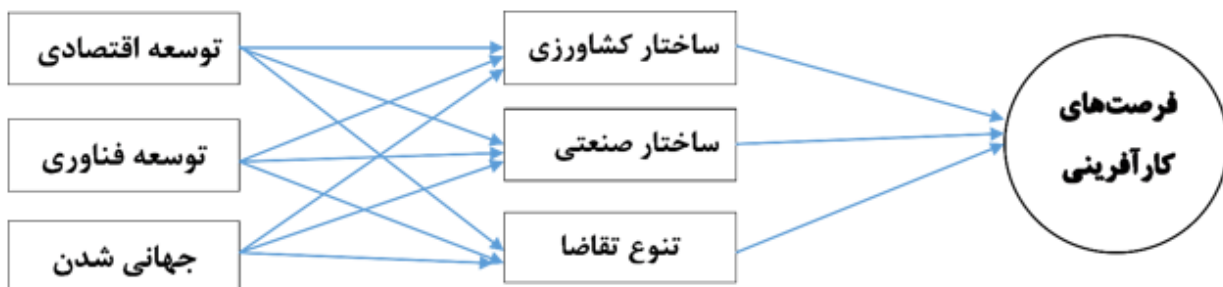 توسعه اقتصادی
توسعه فناوری
جهانی شدن
ساختار کشاورزی
ساختار صنعتی
تنوع تقاضا
فرصت‌های
کارآفرینی